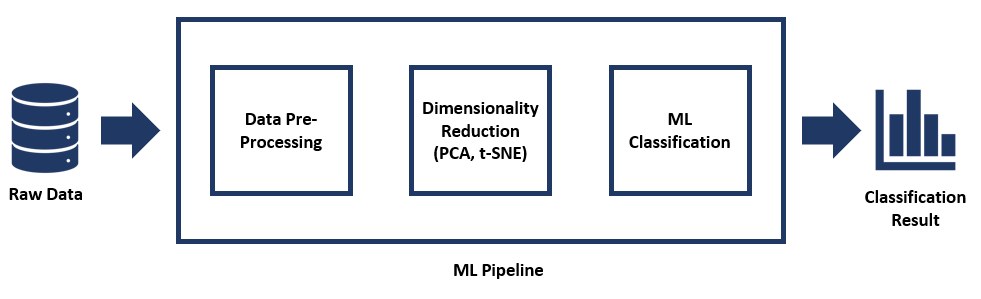 Raw Data
Data Pre-
Processing
Dimensionality
Reduction
(PCA, t-SNE)
ML
Classification
Classification
Result
ML Pipeline